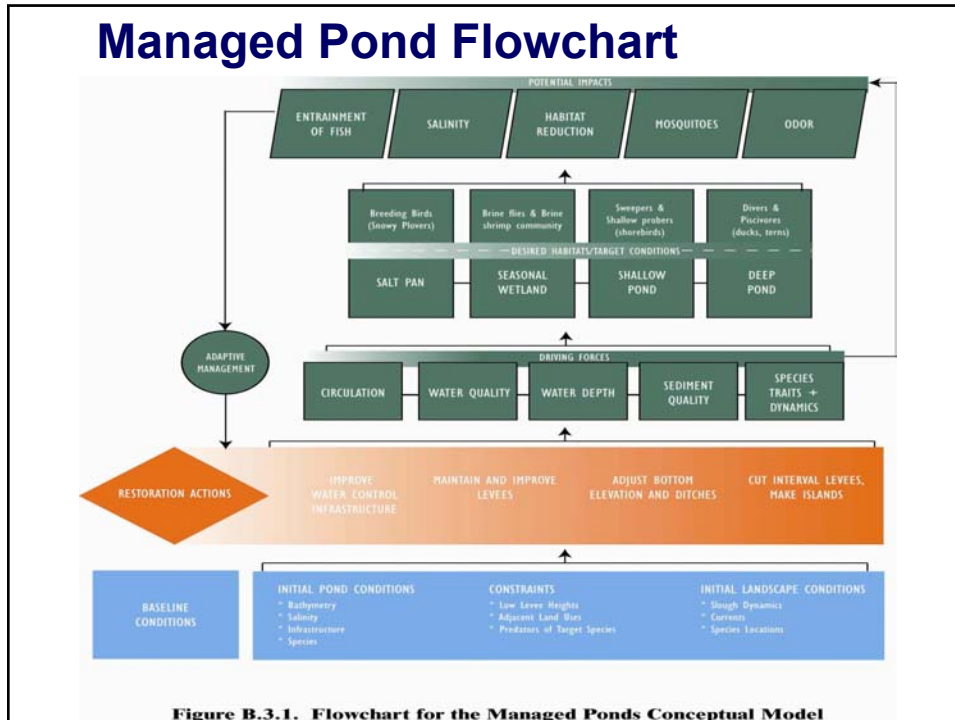 Managed Pond Flowchart
POTENTIAL IMPACTS
ENTRAINMENT
OF FISH
SALINITY
HABITAT
REDUCTION
MOSQUITOES
ODOR
Breeding Birds
(Snowy Plovers)
Brine flies & Brine
shrimp community
Sweepers &
Shallow probers
(shorebirds)
Divers &
Piscivores
(ducks, terns)
DESIRED HABITATS/TARGET CONDITIONS
SALT PAN
SEASONAL
WETLAND
SHALLOW
POND
DEEP
POND
ADAPTIVE
MANAGEMENT
DRIVING FORCES
CIRCULATION
WATER QUALITY
WATER DEPTH
SEDIMENT
QUALITY
SPECIES
TRAITS +
DYNAMICS
RESTORATION ACTIONS
IMPROVE
WATER CONTROL
INFRASTRUCTURE
MAINTAIN AND IMPROVE
LEVEES
ADJUST BOTTOM
ELEVATION AND DITCHES
CUT INTERVAL LEVEES,
MAKE ISLANDS
BASELINE
CONDITIONS
INITIAL POND CONDITIONS
* Bathymetry
* Salinity
* Infrastructure
* Species
CONSTRAINTS
* Low Levee Heights
* Adjacent Land Uses
* Predators of Target Species
INITIAL LANDSCAPE CONDITIONS
* Slough Dynamics
* Currents
* Species Locations
Figure B.3.1. Flowchart for the Managed Ponds Conceptual Model